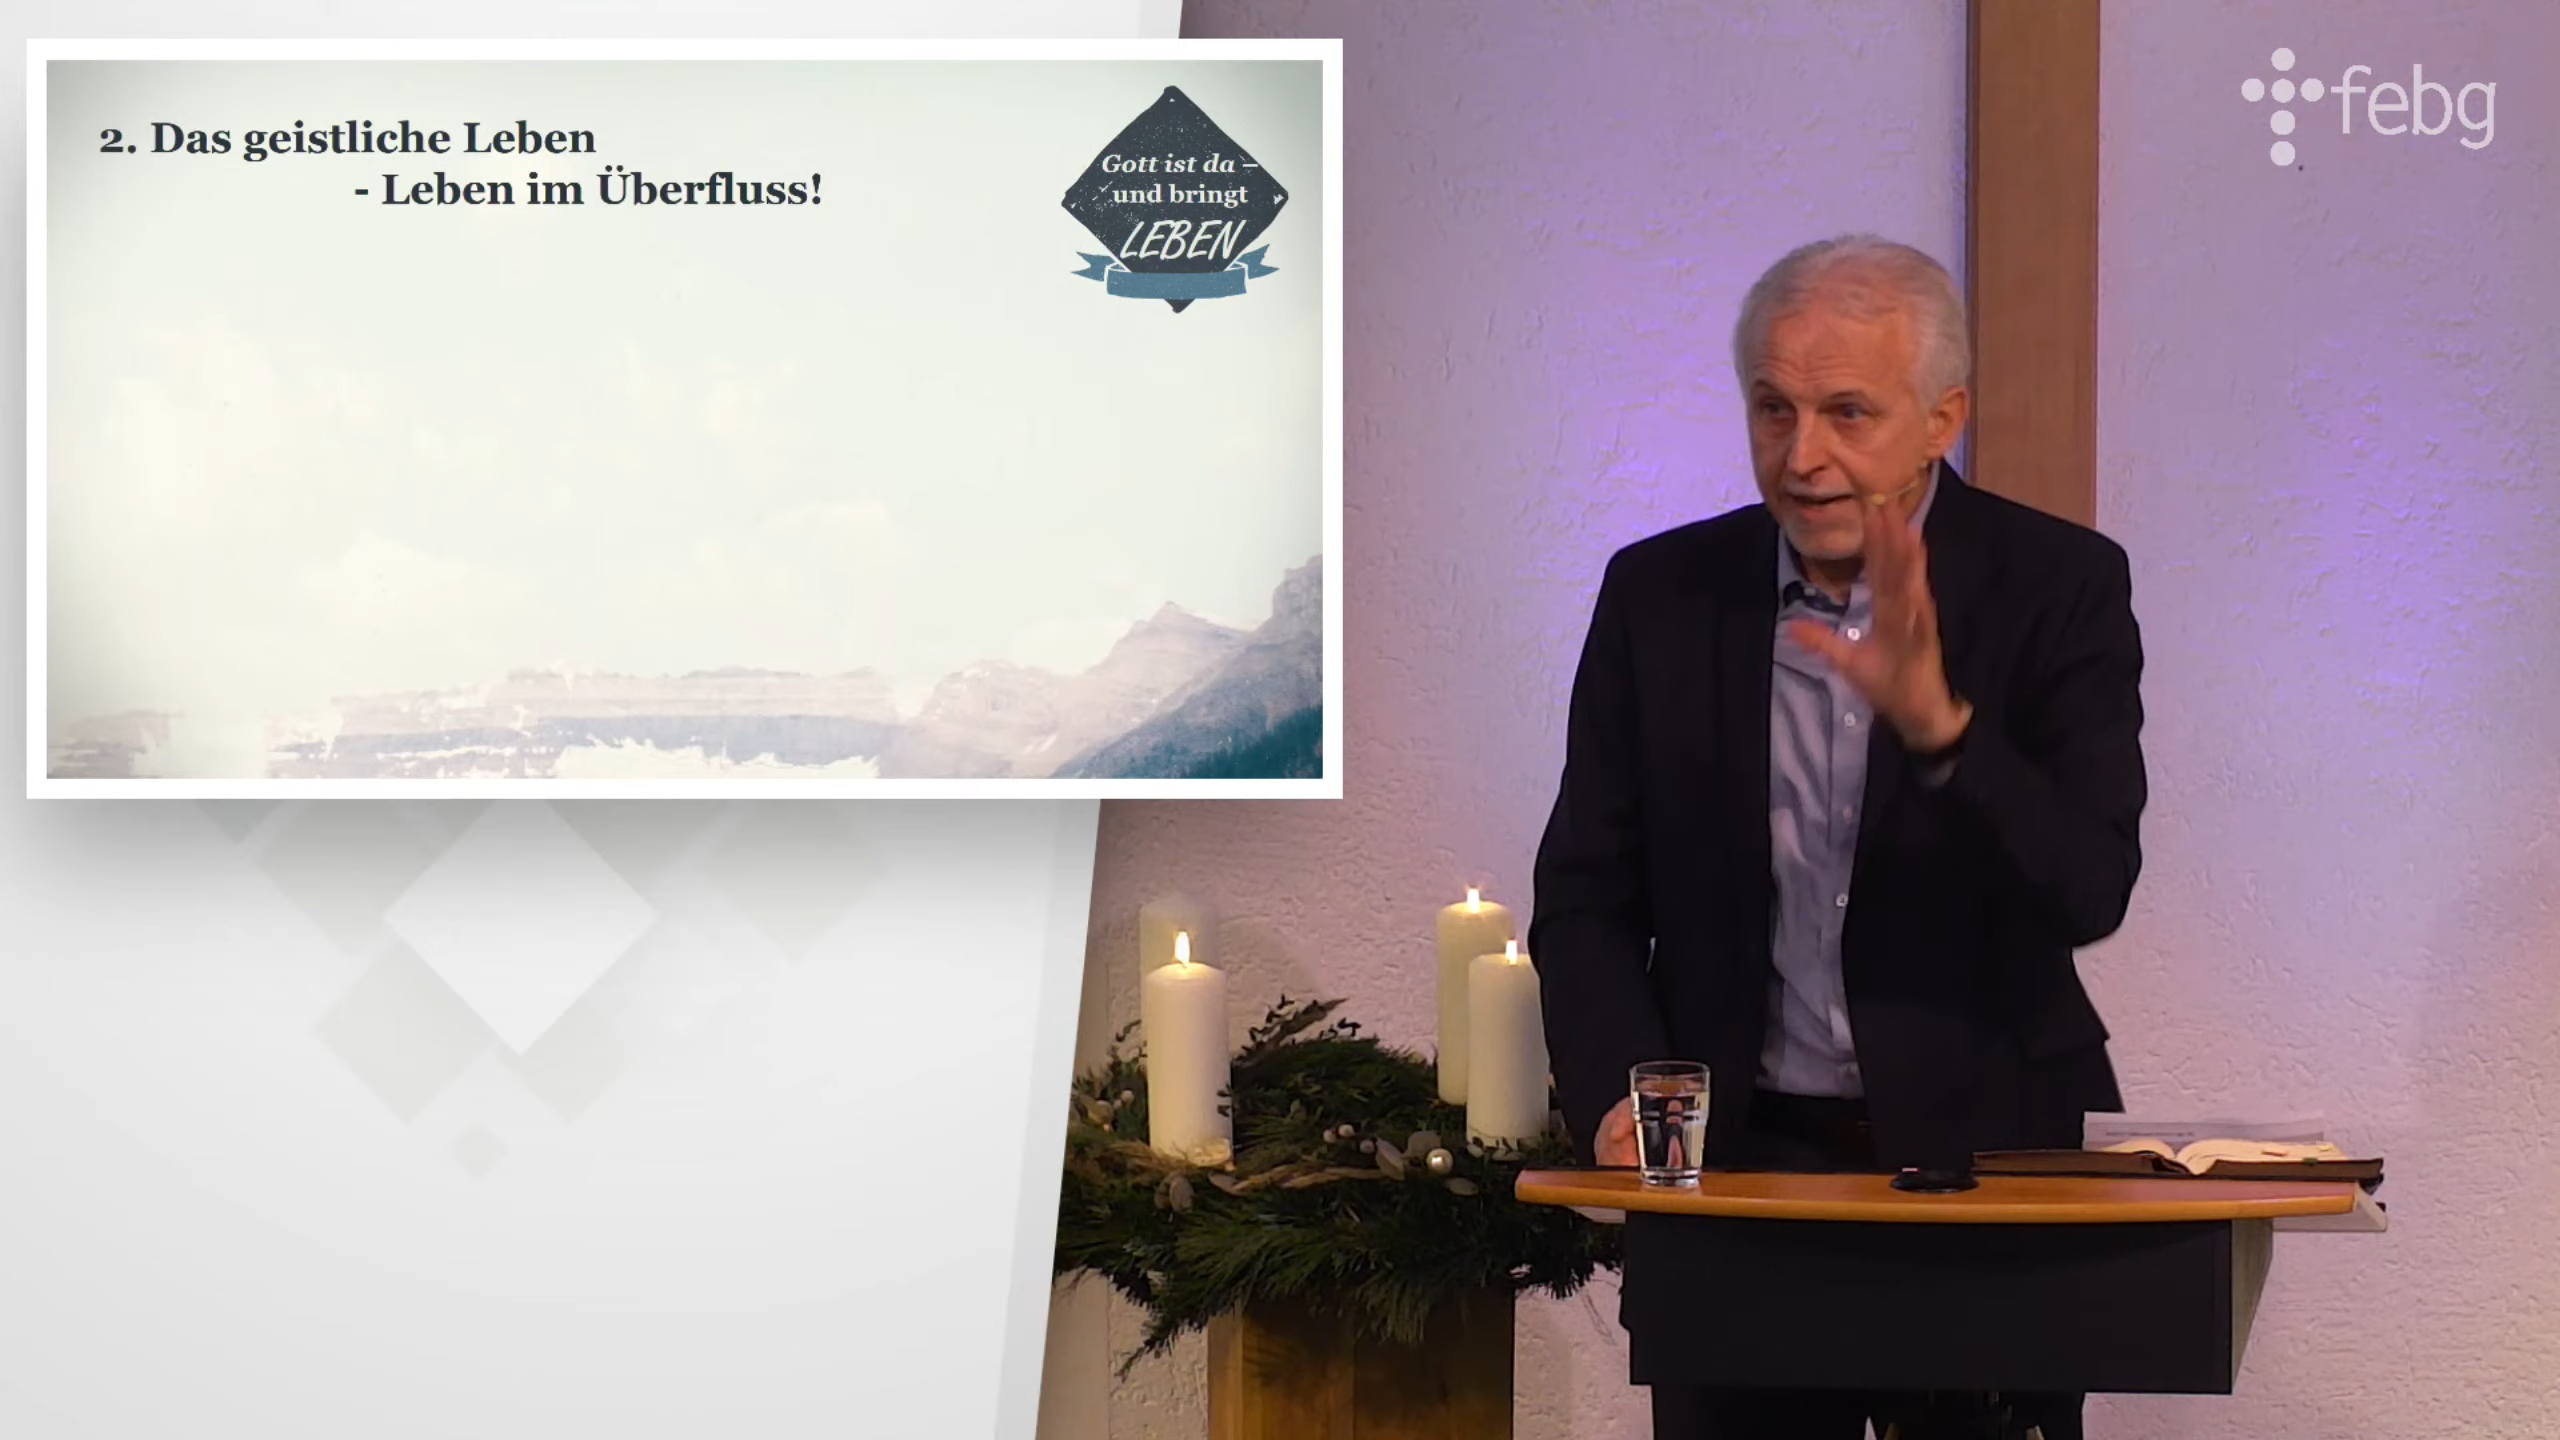 2. Das geistliche Leben
- Leben im Überfluss!
Gott ist da –
und bringt
LEBEN
febg